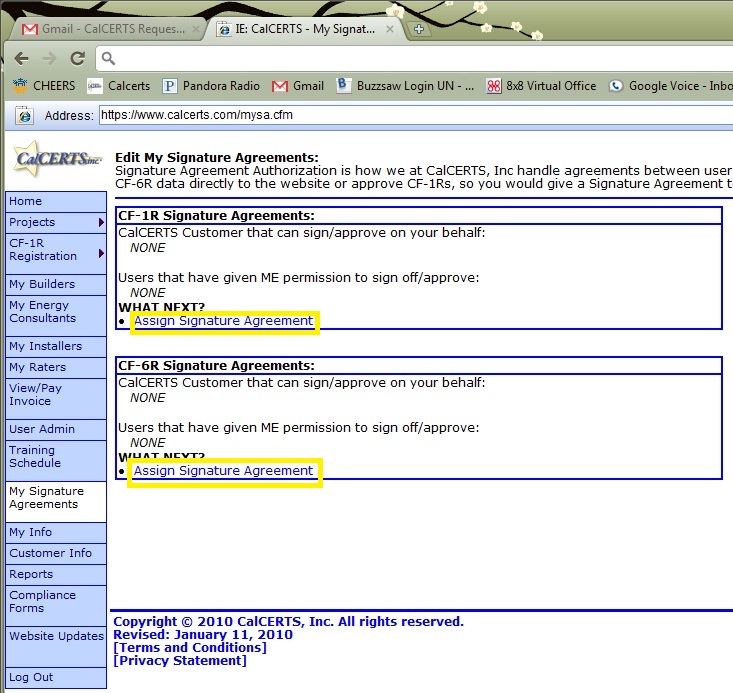 Gmail - CalCERTS Reques...
IE: CalCERTS - My Signat...
CHEERS Calcerts Pandora Radio Gmail Buzzsaw Login UN - ... 8x8 Virtual Office Google Voice - Inbo
Address: https://www.calcerts.com/mysa.cfm
CalCERTS, inc.
Home
Projects
CF-1R
Registration
My Builders
My Energy
Consultants
My Installers
My Raters
View/Pay
Invoice
User Admin
Training
Schedule
My Signature
Agreements
My Info
Customer Info
Reports
Compliance
Forms
Website Updates
Log Out
Edit My Signature Agreements:
Signature Agreement Authorization is how we at CalCERTS, Inc handle agreements between user
CF-6R data directly to the website or approve CF-1Rs, so you would give a Signature Agreement t
CF-1R Signature Agreements:
CalCERTS Customer that can sign/approve on your behalf:
NONE
Users that have given ME permission to sign off/approve:
NONE
WHAT NEXT?
• Assign Signature Agreement
CF-6R Signature Agreements:
CalCERTS Customer that can sign/approve on your behalf:
NONE
Users that have given ME permission to sign off/approve:
NONE
WHAT NEXT?
• Assign Signature Agreement
Copyright © 2010 CalCERTS, Inc. All rights reserved.
Revised: January 11, 2010
[Terms and Conditions]
[Privacy Statement]